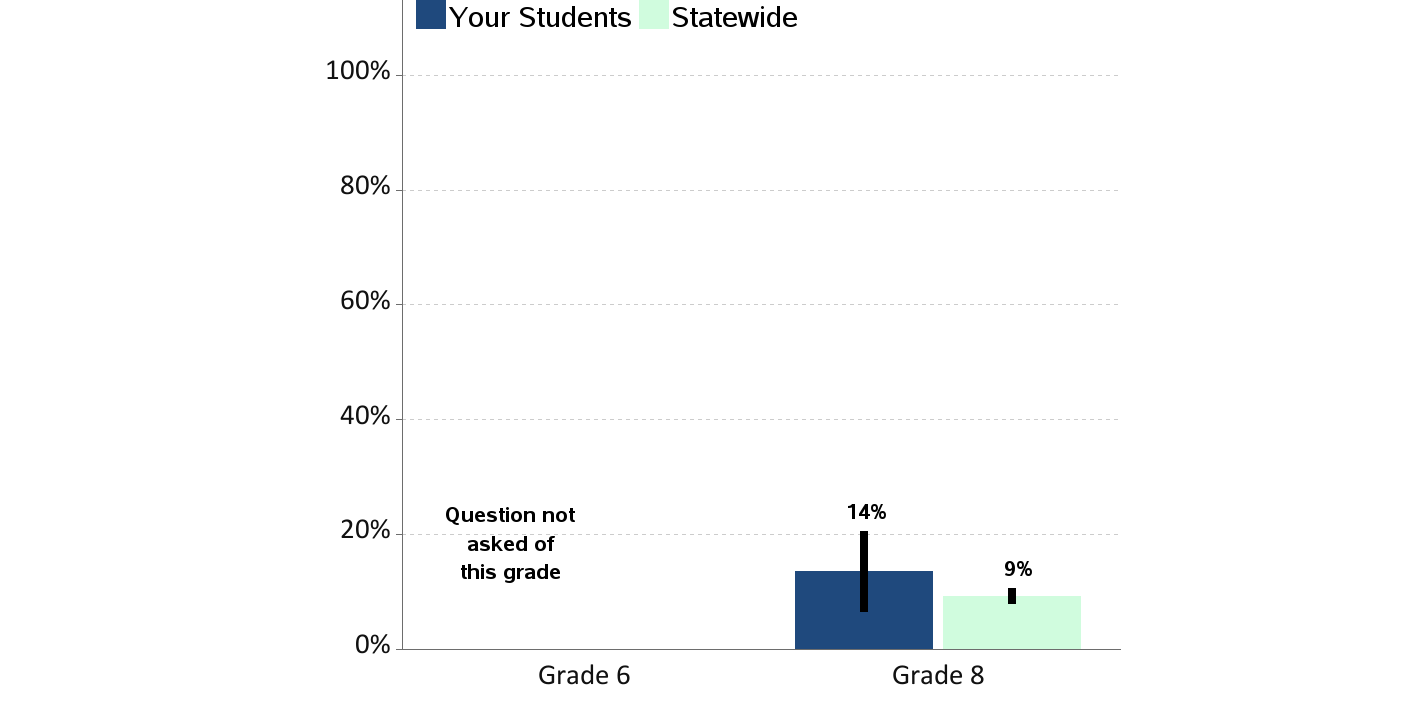 Your Students Statewide
100%
80%
60%
40%
20%
0%
Question not
asked of
this grade
14%
9%
Grade 6 Grade 8